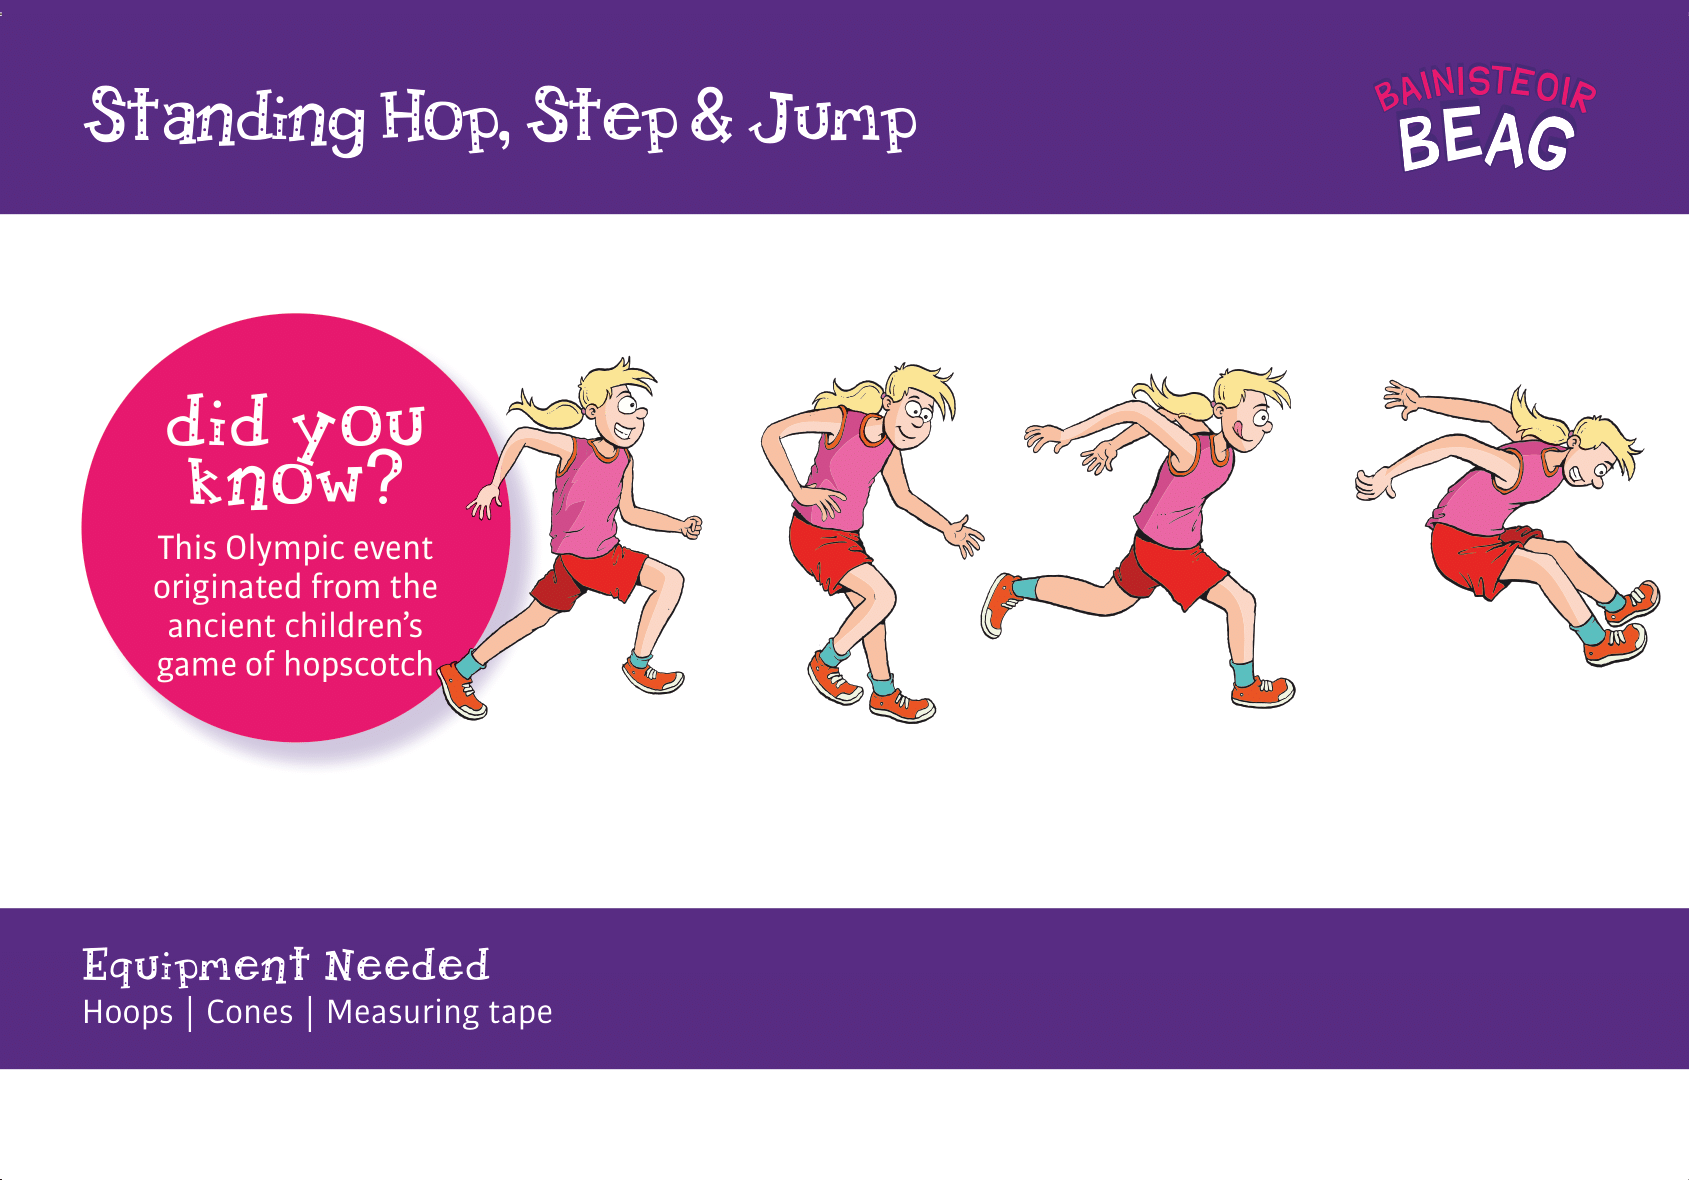 Standing Hop, Step & Jump
BAINISTEOIR
BEAG
did you
know?
This Olympic event
originated from the
ancient children’s
game of hopscotch
Equipment Needed
Hoops | Cones | Measuring tape